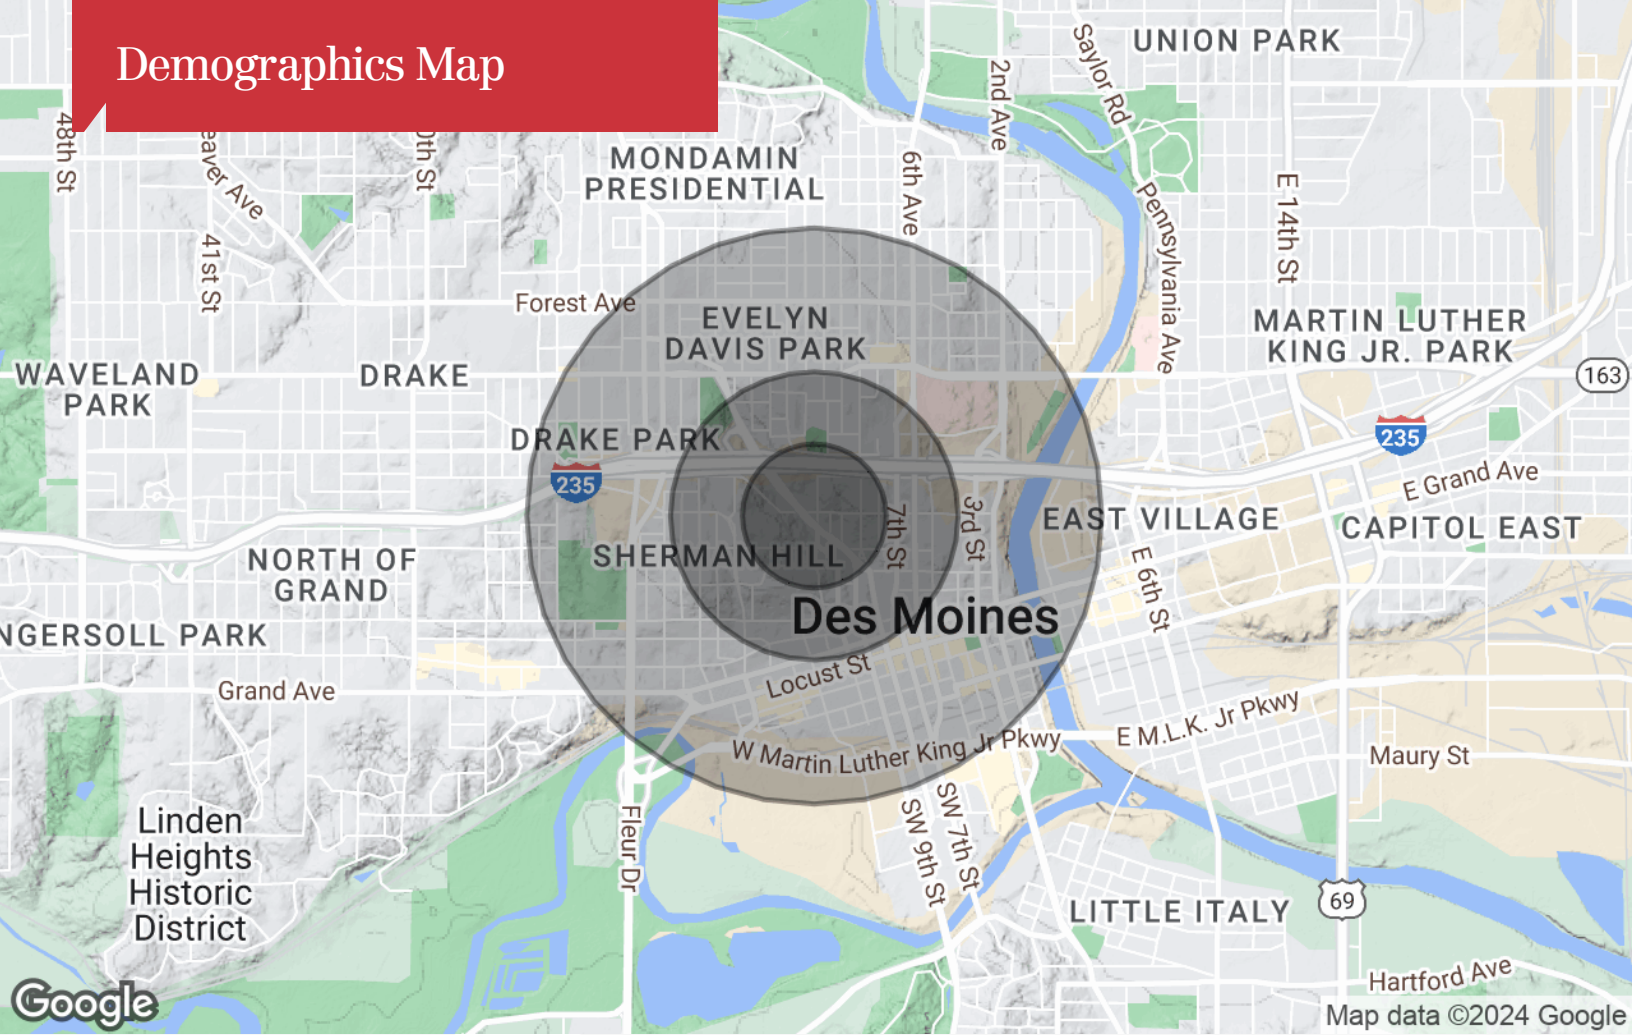 Demographics Map
UNION PARK
Saylor Rd
2nd Ave
48th St
eaver Ave
0th St
MONDAMIN
PRESIDENTIAL
6th Ave
Pennsylvania Ave
E 14th St
41st St
Forest Ave
EVELYN
DAVIS PARK
MARTIN LUTHER
KING JR. PARK
WAVELAND
PARK
DRAKE
163
DRAKE PARK
235
235
E Grand Ave
7th St
3rd St
EAST VILLAGE
CAPITOL EAST
NORTH OF
GRAND
SHERMAN HILL
E 6th St
Des Moines
NGERSOLL PARK
Locust St
Grand Ave
W Martin Luther King Jr Pkwy
E M.L.K. Jr Pkwy
Maury St
Linden
Heights
Historic
District
Fleur Dr
SW 9th St
SW 7th St
69
LITTLE ITALY
Hartford Ave
Google
Map data ©2024 Google